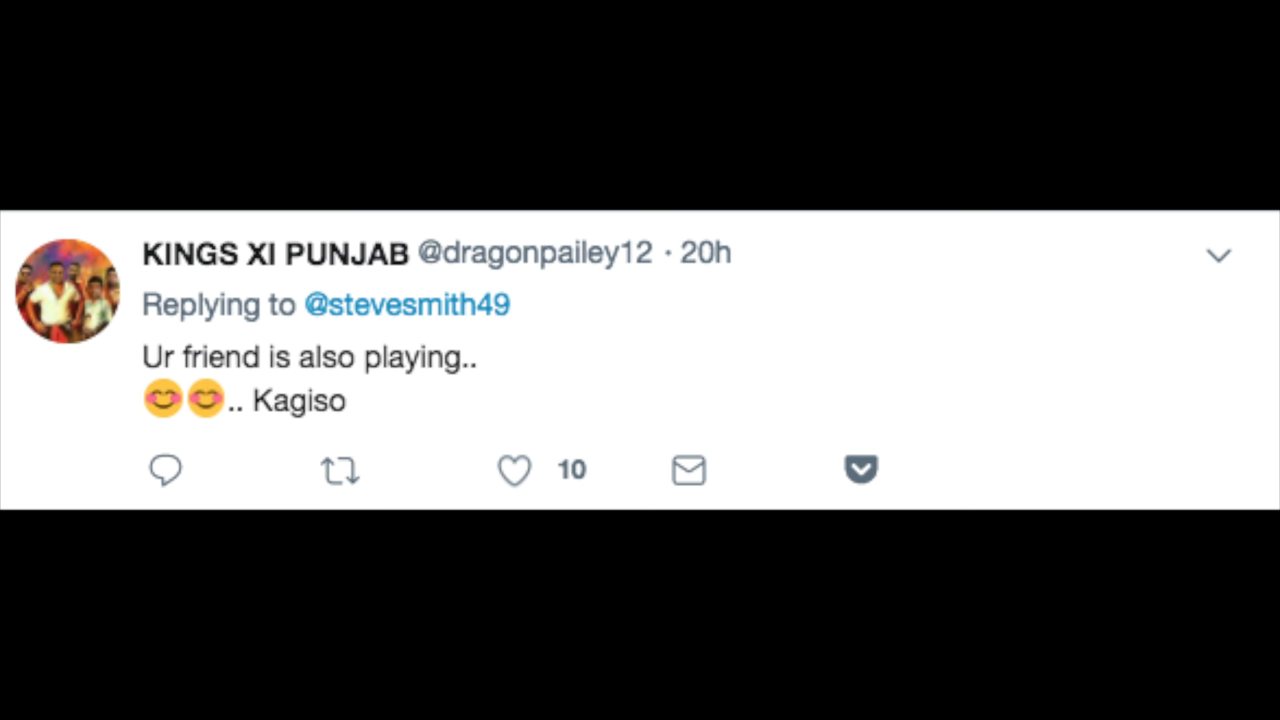 KINGS XI PUNJAB @dragonpailey12 · 20h
Replying to @stevesmith49
Ur friend is also playing..
😊😊.. Kagiso
10